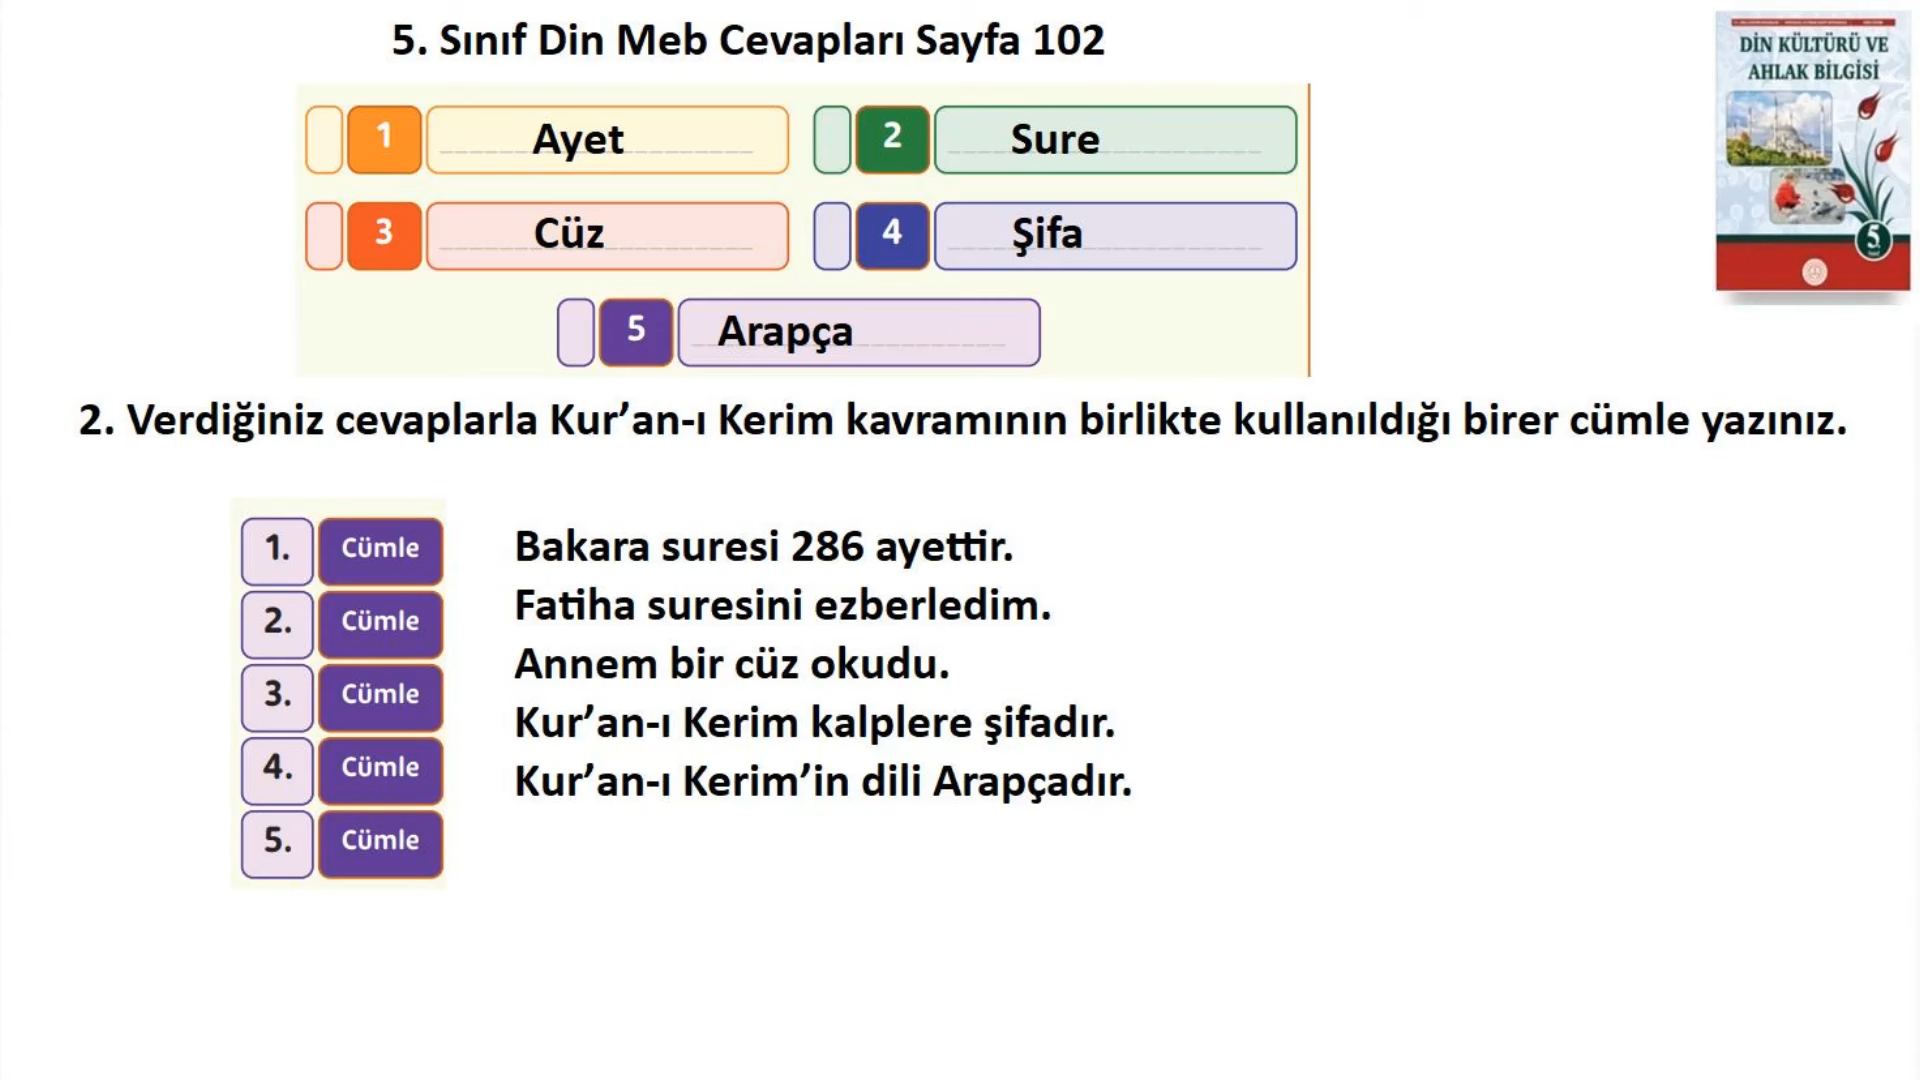 5. Sınıf Din Meb Cevapları Sayfa 102
DİN KÜLTÜRÜ VE
AHLAK BİLGİSİ
5.
1 Ayet
2 Sure
3 Cüz
4 Şifa
5 Arapça
2. Verdiğiniz cevaplarla Kur’an-ı Kerim kavramının birlikte kullanıldığı birer cümle yazınız.
1. Cümle
2. Cümle
3. Cümle
4. Cümle
5. Cümle
Bakara suresi 286 ayettir.
Fatiha suresini ezberledim.
Annem bir cüz okudu.
Kur’an-ı Kerim kalplere şifadır.
Kur’an-ı Kerim’in dili Arapçadır.